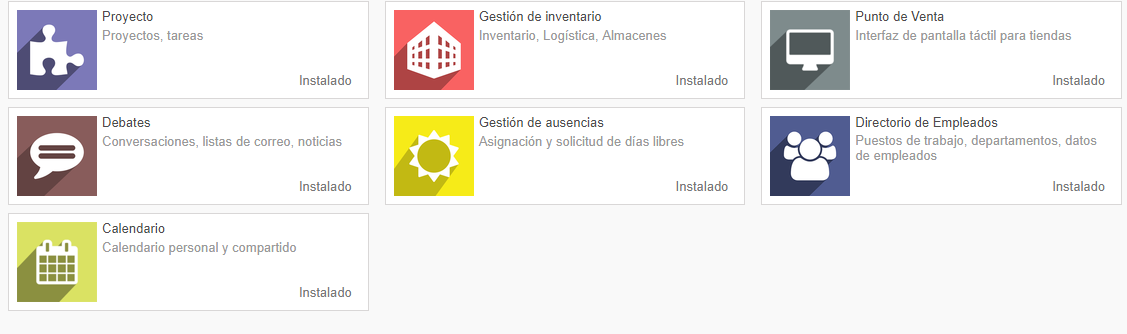 Proyecto
Proyectos, tareas
Instalado
Gestión de inventario
Inventario, Logística, Almacenes
Instalado
Punto de Venta
Interfaz de pantalla táctil para tiendas
Instalado
Debates
Conversaciones, listas de correo, noticias
Instalado
Gestión de ausencias
Asignación y solicitud de días libres
Instalado
Directorio de Empleados
Puestos de trabajo, departamentos, datos
de empleados
Instalado
Calendario
Calendario personal y compartido
Instalado